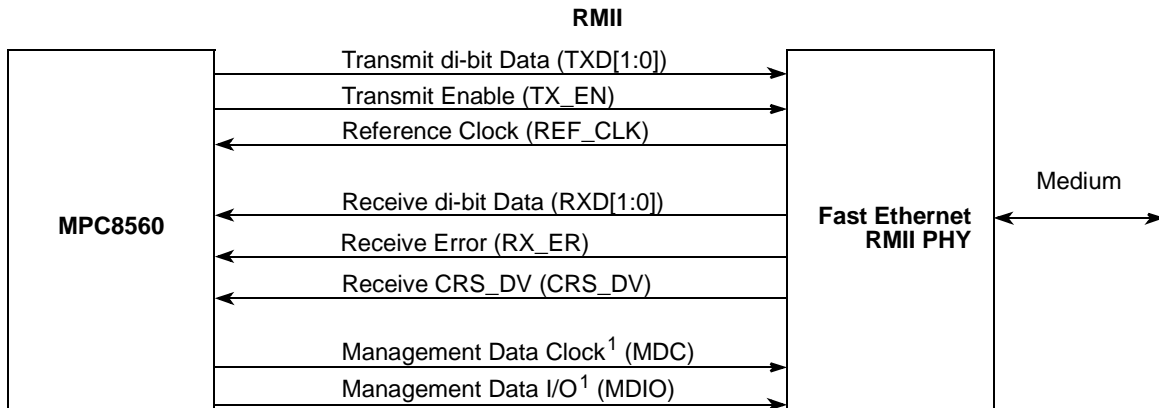 RMII
Transmit di-bit Data (TXD[1:0])
Transmit Enable (TX_EN)
Reference Clock (REF_CLK)
Receive di-bit Data (RXD[1:0])
Receive Error (RX_ER)
Receive CRS_DV (CRS_DV)
Management Data Clock¹ (MDC)
Management Data I/O¹ (MDIO)
MPC8560
Fast Ethernet
RMII PHY
Medium